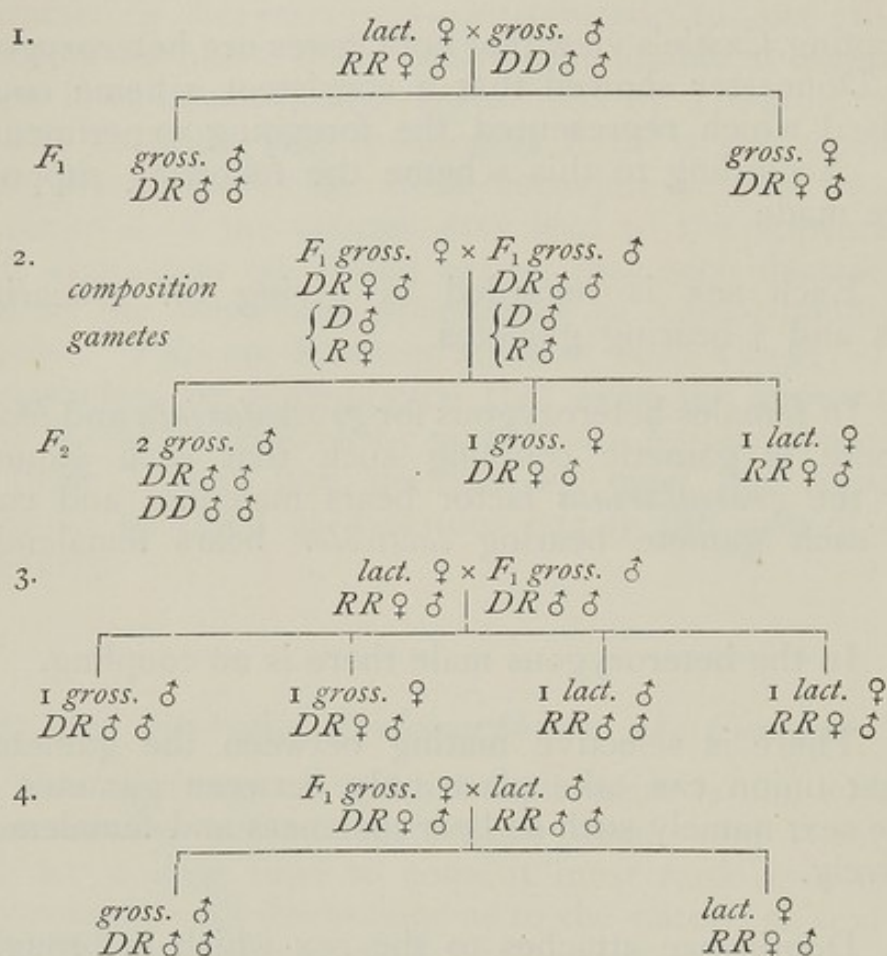 1.
lact. ♀ × gross. ♂
RR♀ ♂ | DD♂ ♂
F₁ gross. ♂ gross. ♀
DR♂ ♂ DR♀ ♂
2.
F₁ gross. ♀ × F₁ gross. ♂
composition DR♀ ♂ DR♂ ♂
gametes {D♂ {D♂
{R♀ {R♂
F₂ 2 gross. ♂ 1 gross. ♀ 1 lact. ♀
DR♂ ♂ DR♀ ♂ RR♀ ♂
DD♂ ♂
3.
lact. ♀ × F₁ gross. ♂
RR♀ ♂ | DR♂ ♂
1 gross. ♂ 1 gross. ♀ 1 lact. ♂ 1 lact. ♀
DR♂ ♂ DR♀ ♂ RR♂ ♂ RR♀ ♂
4.
F₁ gross. ♀ × lact. ♂
DR♀ ♂ | RR♂ ♂
gross. ♂ lact. ♀
DR♂ ♂ RR♀ ♂